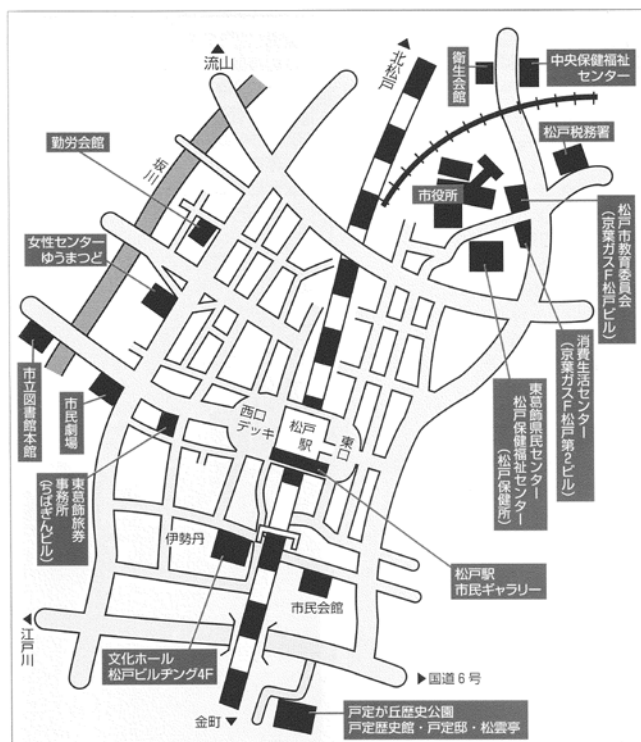 流山
北松戸
衛生会館
中央保健福祉
センター
勤労会館
坂川
松戸税務署
市役所
女性センター
ゆうまつど
松戸市教育委員会
(京葉ガスF松戸ビル)
消費生活センター
(京葉ガスF松戸第2ビル)
東葛飾県民センター
松戸保健福祉センター
(松戸保健所)
市立図書館本館
市民劇場
西口
デッキ
松戸
駅
東口
東葛飾旅券
事務所
(ちばぎんビル)
伊勢丹
松戸駅
市民ギャラリー
市民会館
江戸川
文化ホール
松戸ビルヂング4F
国道6号
金町
戸定が丘歴史公園
戸定歴史館・戸定邸・松雲亭